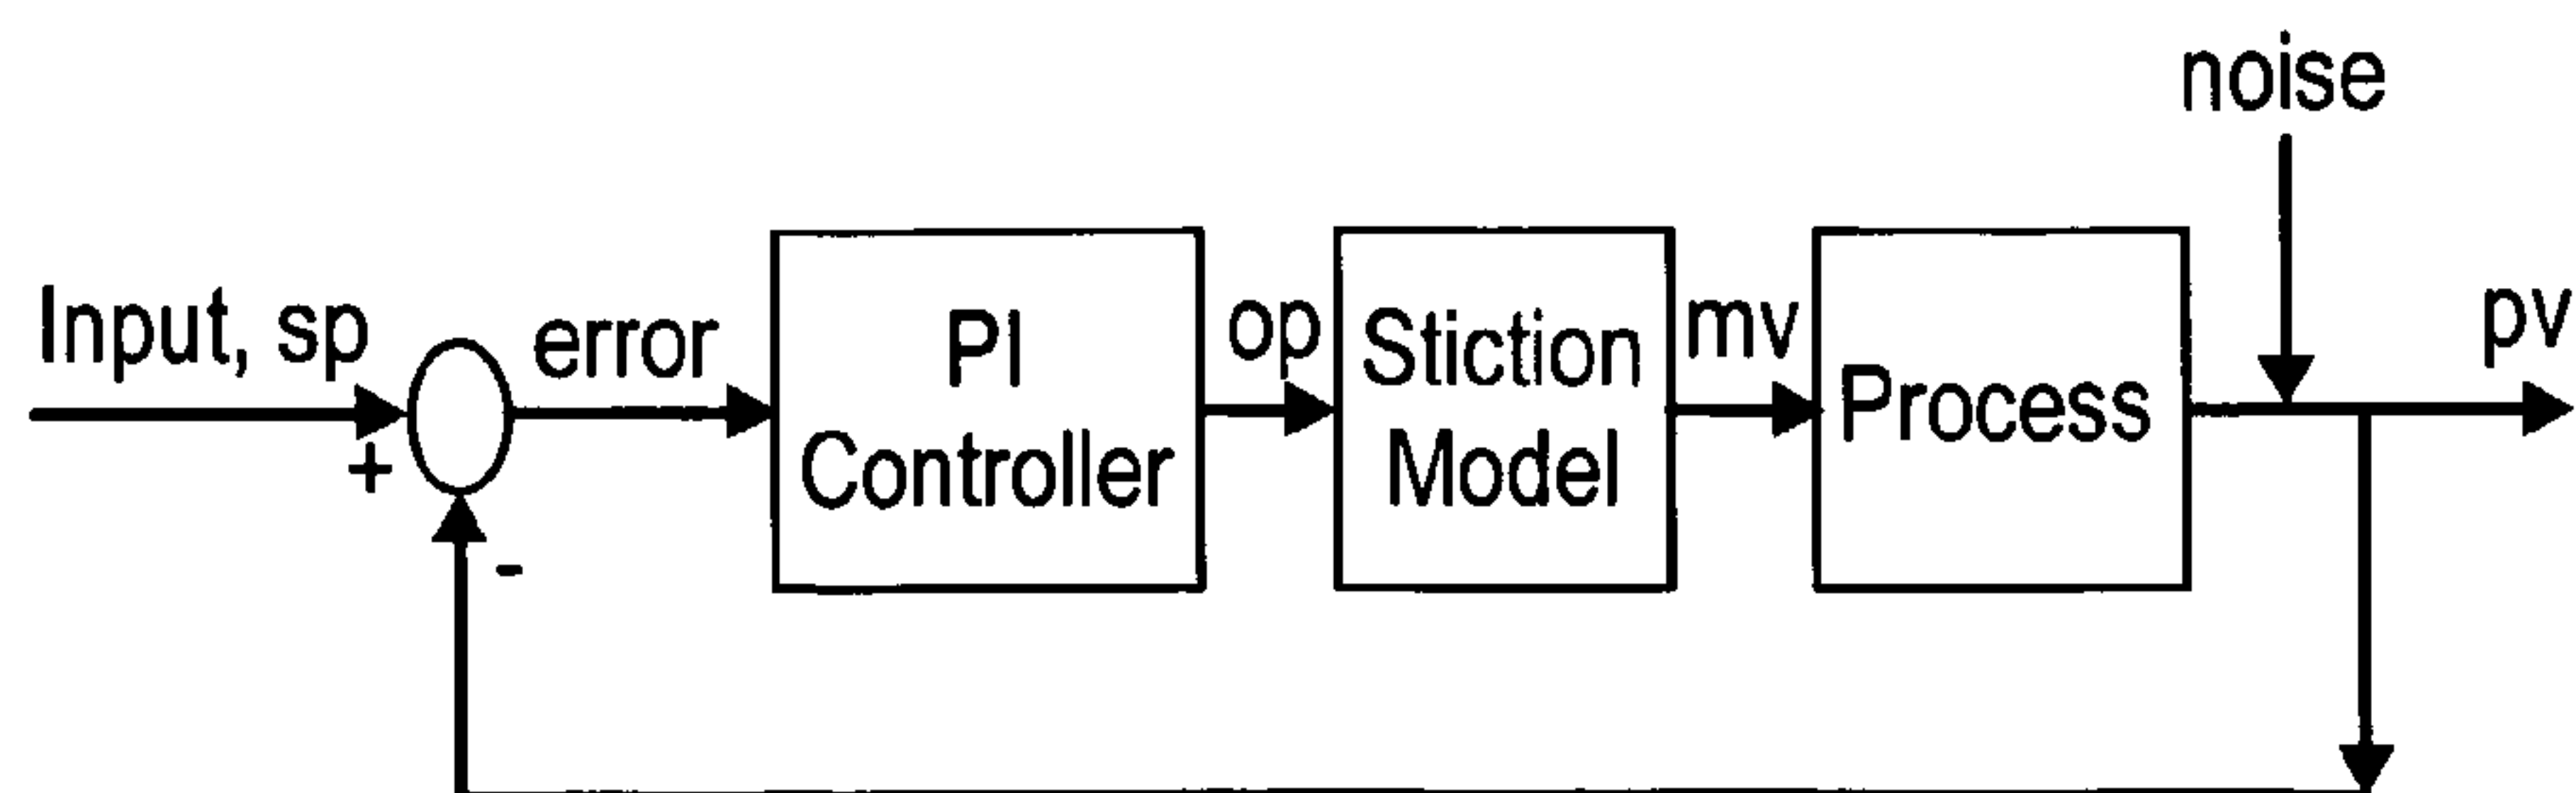 noise
Input, sp
error
PI
Controller
op
Stiction
Model
mv
Process
pv
+
-